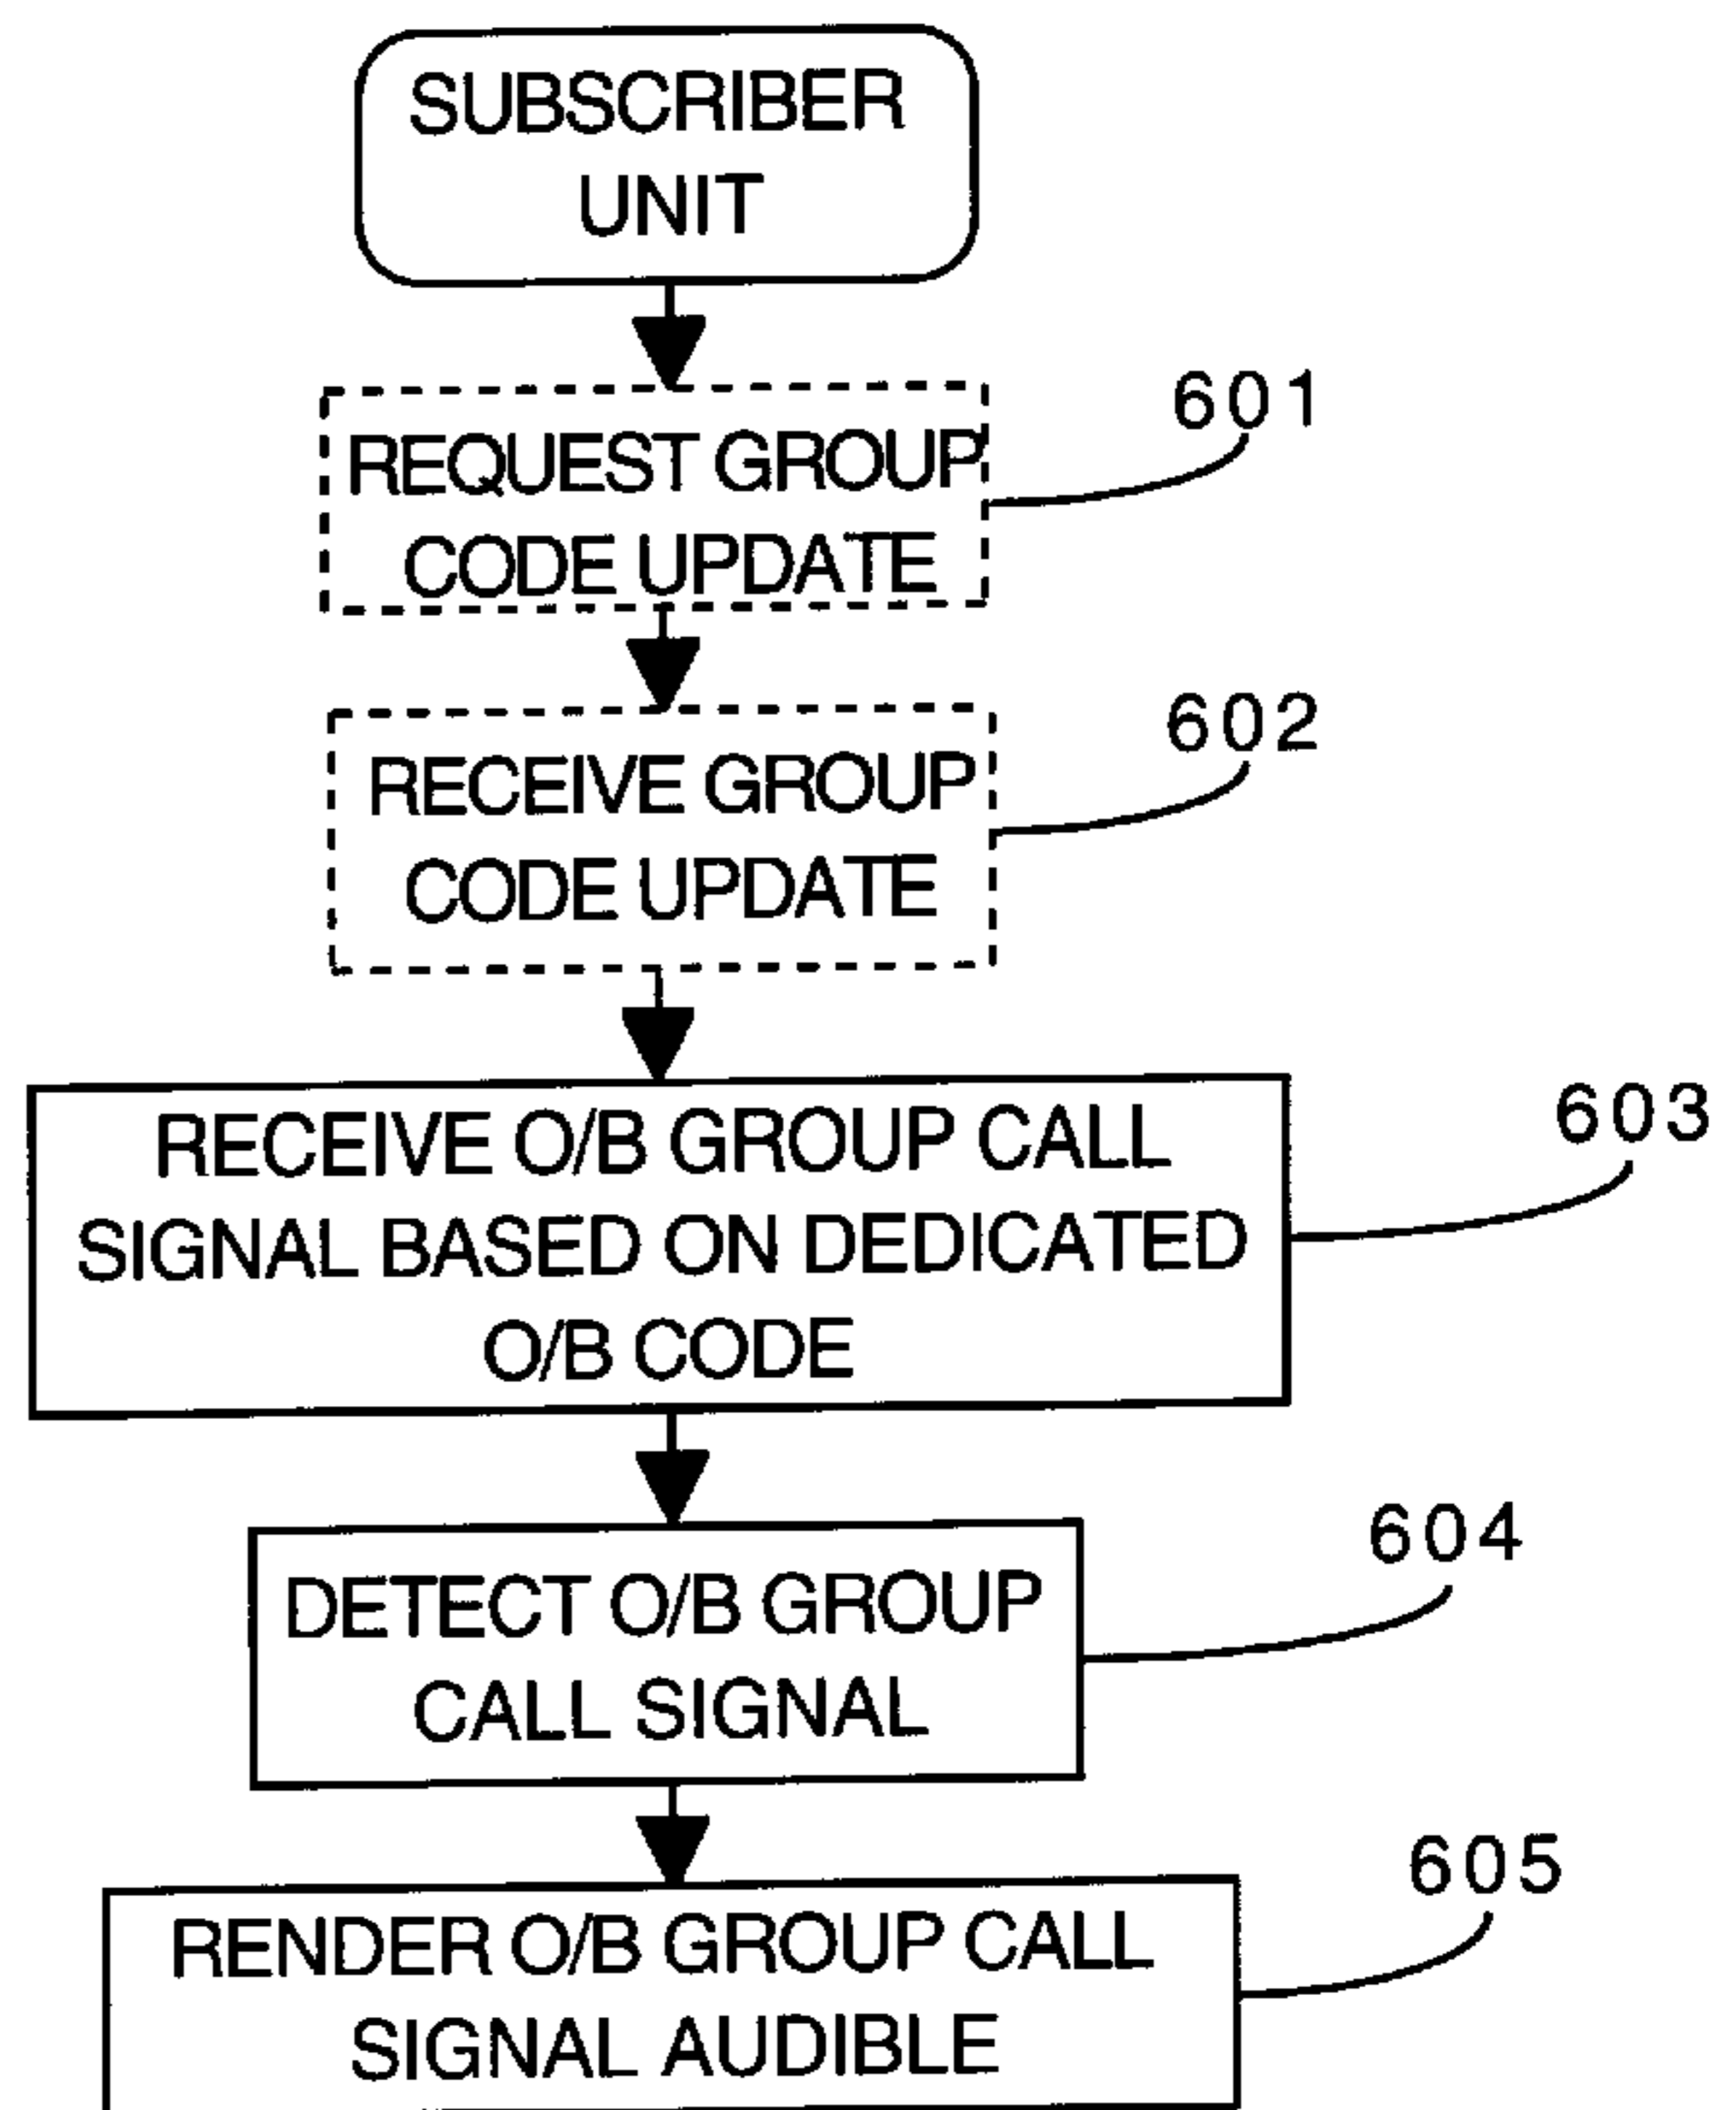 SUBSCRIBER
UNIT
601
REQUEST GROUP
CODE UPDATE
602
RECEIVE GROUP
CODE UPDATE
603
RECEIVE O/B GROUP CALL
SIGNAL BASED ON DEDICATED
O/B CODE
604
DETECT O/B GROUP
CALL SIGNAL
605
RENDER O/B GROUP CALL
SIGNAL AUDIBLE